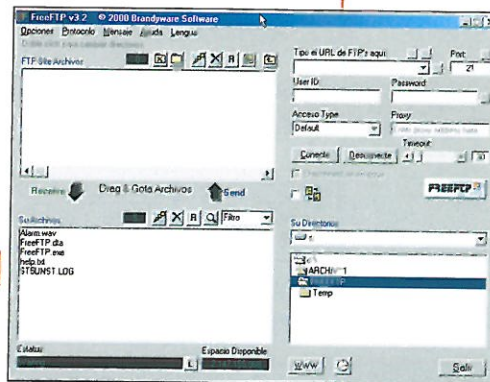 FreeFTP v3.2 © 2000 Brandyware Software
Opciones Protocolo Mensaje Ayuda Lengua
FTP Site Archivos
Tipo el URL de FTP's aqui:
Port:
21
User ID:
Password:
Acceso Type
Default
Proxy
Conecte
Desconecte
Timeout:
Receive
Drag & Gota Archivos
Send
FREEFTP
Su Archivos
Filtro
Alarm.wav
FreeFTP.dta
FreeFTP.exe
help.txt
ST5UNST.LOG
Su Directorios
c:
c:\
ARCHIV~1
FreeFTP
Temp
Estatus
Espacio Disponible
L
WWW
Salir